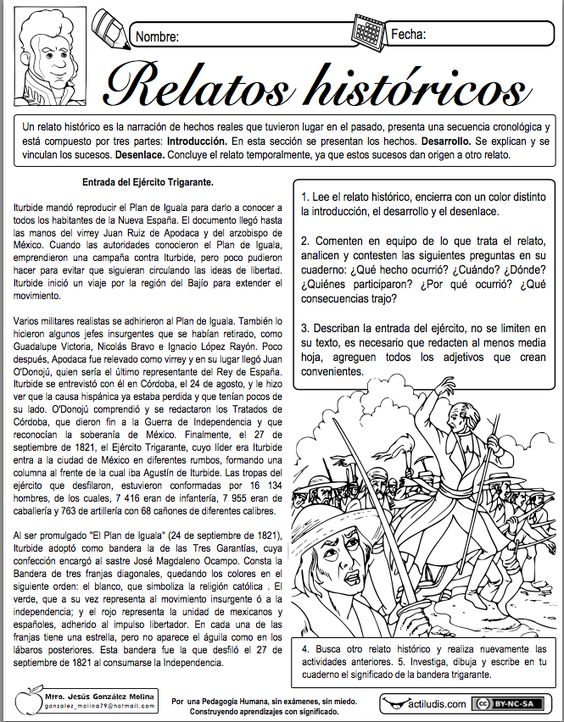 Nombre:
Fecha:
Relatos históricos
Un relato histórico es la narración de hechos reales que tuvieron lugar en el pasado, presenta una secuencia cronológica y
está compuesto por tres partes: Introducción. En esta sección se presentan los hechos. Desarrollo. Se explican y se
vinculan los sucesos. Desenlace. Concluye el relato temporalmente, ya que estos sucesos dan origen a otro relato.
Entrada del Ejército Trigarante.
Iturbide mandó reproducir el Plan de Iguala para darlo a conocer a
todos los habitantes de la Nueva España. El documento llegó hasta
las manos del virrey Juan Ruiz de Apodaca y del arzobispo de
México. Cuando las autoridades conocieron el Plan de Iguala,
emprendieron una campaña contra Iturbide, pero poco pudieron
hacer para evitar que siguieran circulando las ideas de libertad.
Iturbide inició un viaje por la región del Bajío para extender el
movimiento.
Varios militares realistas se adhirieron al Plan de Iguala. También lo
hicieron algunos jefes insurgentes que se habían retirado, como
Guadalupe Victoria, Nicolás Bravo e Ignacio López Rayón. Poco
después, Apodaca fue relevado como virrey y en su lugar llegó Juan
O'Donojú, quien sería el último representante del Rey de España.
Iturbide se entrevistó con él en Córdoba, el 24 de agosto, y le hizo
ver que la causa hispánica ya estaba perdida y que tenían pocos de
su lado. O'Donojú comprendió y se redactaron los Tratados de
Córdoba, que dieron fin a la Guerra de Independencia y que
reconocían la soberanía de México. Finalmente, el 27 de
septiembre de 1821, el Ejército Trigarante, cuyo líder era Iturbide
entra a la ciudad de México en diferentes rumbos, formando una
columna al frente de la cual iba Agustín de Iturbide. Las tropas del
ejército que desfilaron, estuvieron conformadas por 16 134
hombres, de los cuales, 7 416 eran de infantería, 7 955 eran de
caballería y 763 de artillería con 68 cañones de diferentes calibres.
Al ser promulgado "El Plan de Iguala" (24 de septiembre de 1821),
Iturbide adoptó como bandera la de las Tres Garantías, cuya
confección encargó al sastre José Magdaleno Ocampo. Consta la
Bandera de tres franjas diagonales, quedando los colores en el
siguiente orden: el blanco, que simboliza la religión católica . El
verde, que a su vez representa al movimiento insurgente ó a la
independencia; y el rojo representa la unidad de mexicanos y
españoles, adherido al impulso libertador. En cada una de las
franjas tiene una estrella, pero no aparece el águila como en los
lábaros posteriores. Esta bandera fue la que desfiló el 27 de
septiembre de 1821 al consumarse la Independencia.
1. Lee el relato histórico, encierra con un color distinto
la introducción, el desarrollo y el desenlace.
2. Comenten en equipo de lo que trata el relato,
analicen y contesten las siguientes preguntas en su
cuaderno: ¿Qué hecho ocurrió? ¿Cuándo? ¿Dónde?
¿Quiénes participaron? ¿Por qué ocurrió? ¿Qué
consecuencias trajo?
3. Describan la entrada del ejército, no se limiten en
su texto, es necesario que redacten al menos media
hoja, agreguen todos los adjetivos que crean
convenientes.
4. Busca otro relato histórico y realiza nuevamente las
actividades anteriores. 5. Investiga, dibuja y escribe en tu
cuaderno el significado de la bandera trigarante.
Mtro. Jesús González Molina
gonzalez_molina79@hotmail.com
Por una Pedagogía Humana, sin exámenes, sin miedo.
Construyendo aprendizajes con significado.
actiludis.com
cc BY-NC-SA